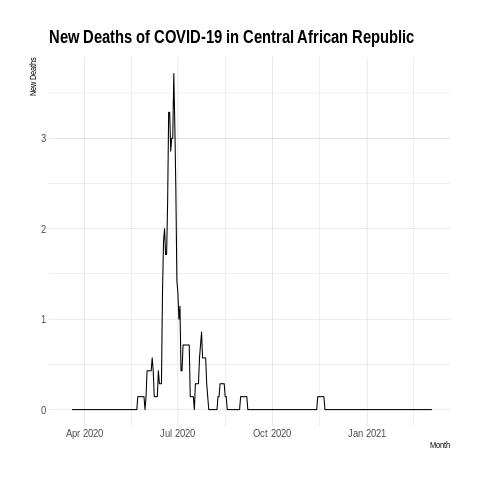 New Deaths of COVID-19 in Central African Republic
New Deaths
3
2
1
0
Apr 2020 Jul 2020 Oct 2020 Jan 2021
Month